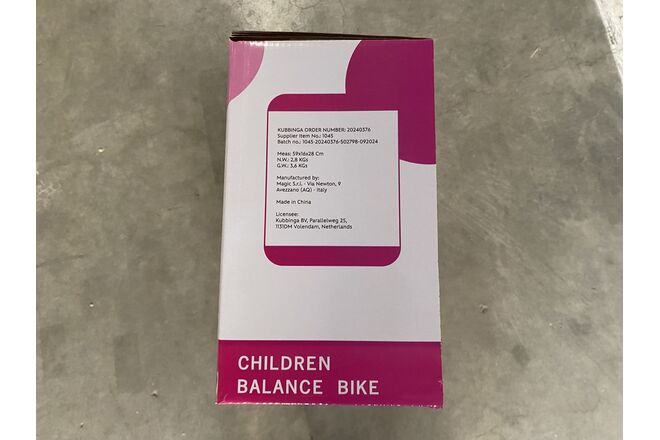 KUBBINGA ORDER NUMBER: 20240376
Supplier Item No.: 1045
Batch no.: 1045-20240376-502798-092024
Meas: 59x16x28 Cm
N.W.: 2,8 KGs
G.W.: 3,6 KGs
Manufactured by:
Magic S.r.l. - Via Newton, 9
Avezzano (AQ) - Italy
Made in China
Licensee:
Kubbinga BV, Parallelweg 25,
1131DM Volendam, Netherlands
CHILDREN
BALANCE BIKE